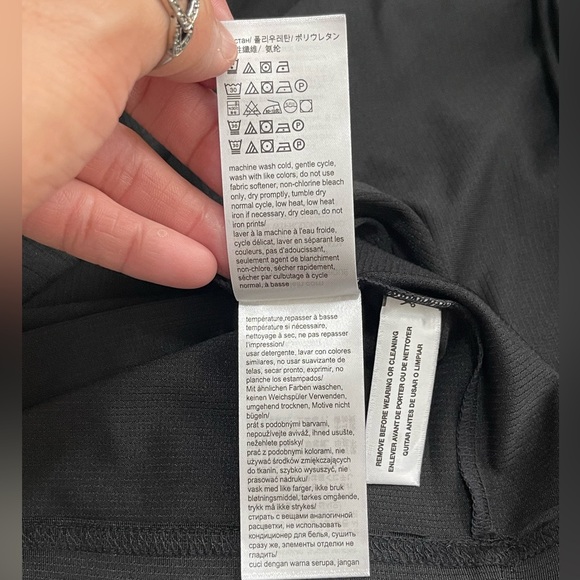 стан/ 폴리우레탄/ ポリウレタン
性纖維/ 氨纶
30 P
30
30 P
30 P
machine wash cold, gentle cycle,
wash with like colors, do not use
fabric softener, non-chlorine bleach
only, dry promptly, tumble dry
normal cycle, low heat, low heat
iron if necessary, dry clean, do not
iron prints/
laver à la machine à l'eau froide,
cycle délicat, laver en séparant les
couleurs, pas d'adoucissant,
seulement agent de blanchiment
non-chlore, sécher rapidement,
sécher par culbutage à cycle
normal, à basse
température,repasser à basse
température si nécessaire,
nettoyage à sec, ne pas repasser
l'impression/
usar detergente, lavar con colores
similares, no usar suavizante de
telas, secar pronto, exprimir, no
planche los estampados/
Mit ähnlichen Farben waschen,
keinen Weichspüler Verwenden,
umgehend trocknen, Motive nicht
bügeln/
prát s podobnými barvami,
nepoužívejte aviváž, ihned usušte,
nežehlete potisky/
prać z podobnymi kolorami, nie
używać środków zmiękczających
do tkanin, szybko wysuszyć, nie
prasować nadruku/
vask med like farger, ikke bruk
bløtningsmiddel, tørkes omgående,
trykk må ikke strykes/
стирать с вещами аналогичной
расцветки, не использовать
кондиционер для белья, сушить
сразу же, элементы отделки не
гладить/
cuci dengan warna serupa, jangan
REMOVE BEFORE WEARING OR CLEANING
ENLEVER AVANT DE PORTER OU DE NETTOYER
QUITAR ANTES DE USAR O LIMPIAR